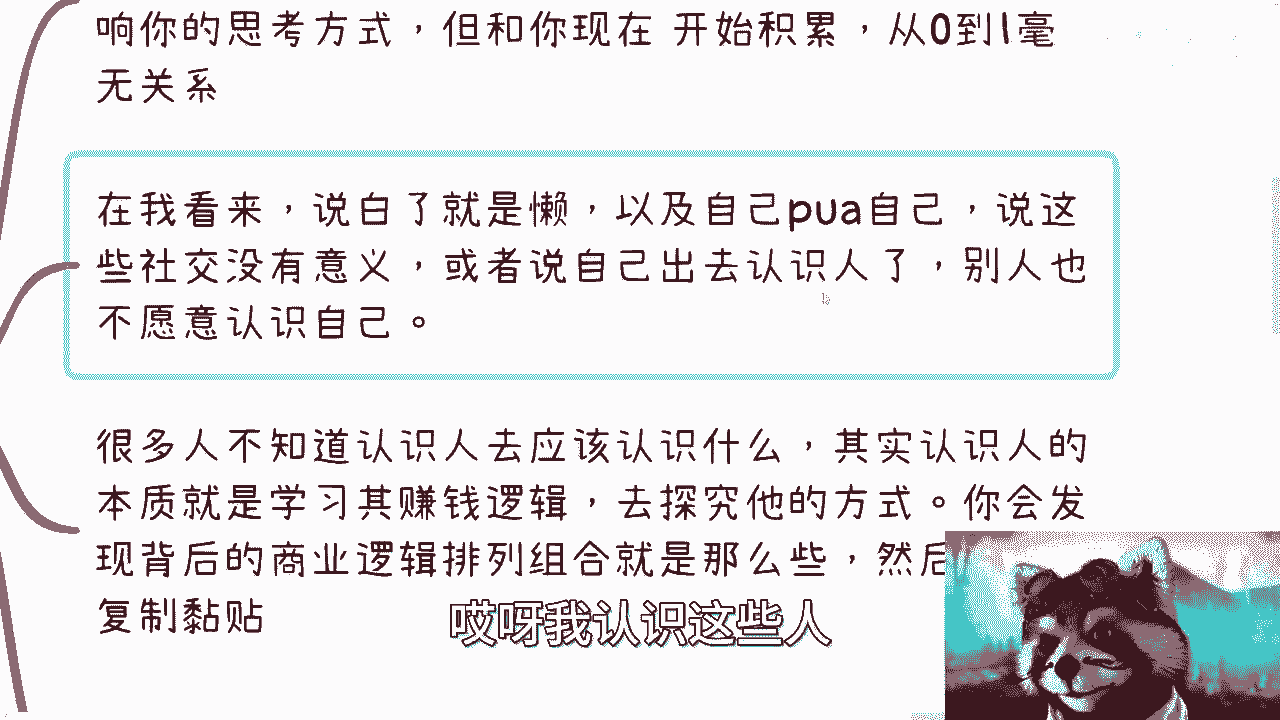 响你的思考方式，但和你现在 开始积累，从0到1毫
无关系
在我看来，说白了就是懒，以及自己pua自己，说这
些社交没有意义，或者说自己出去认识人了，别人也
不愿意认识自己。
很多人不知道认识人去应该认识什么，其实认识人的
本质就是学习其赚钱逻辑，去探究他的方式。你会发
现背后的商业逻辑排列组合就是那么些，然后
复制黏贴
哎呀我认识这些人